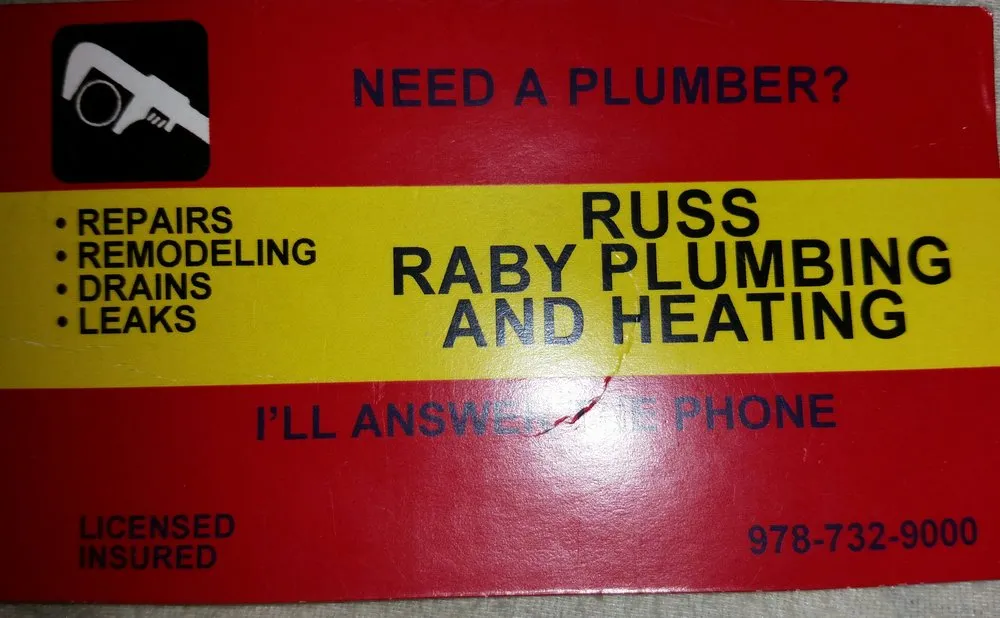 NEED A PLUMBER?
• REPAIRS
• REMODELING
• DRAINS
• LEAKS
RUSS
RABY PLUMBING
AND HEATING
I'LL ANSWER THE PHONE
LICENSED
INSURED
978-732-9000